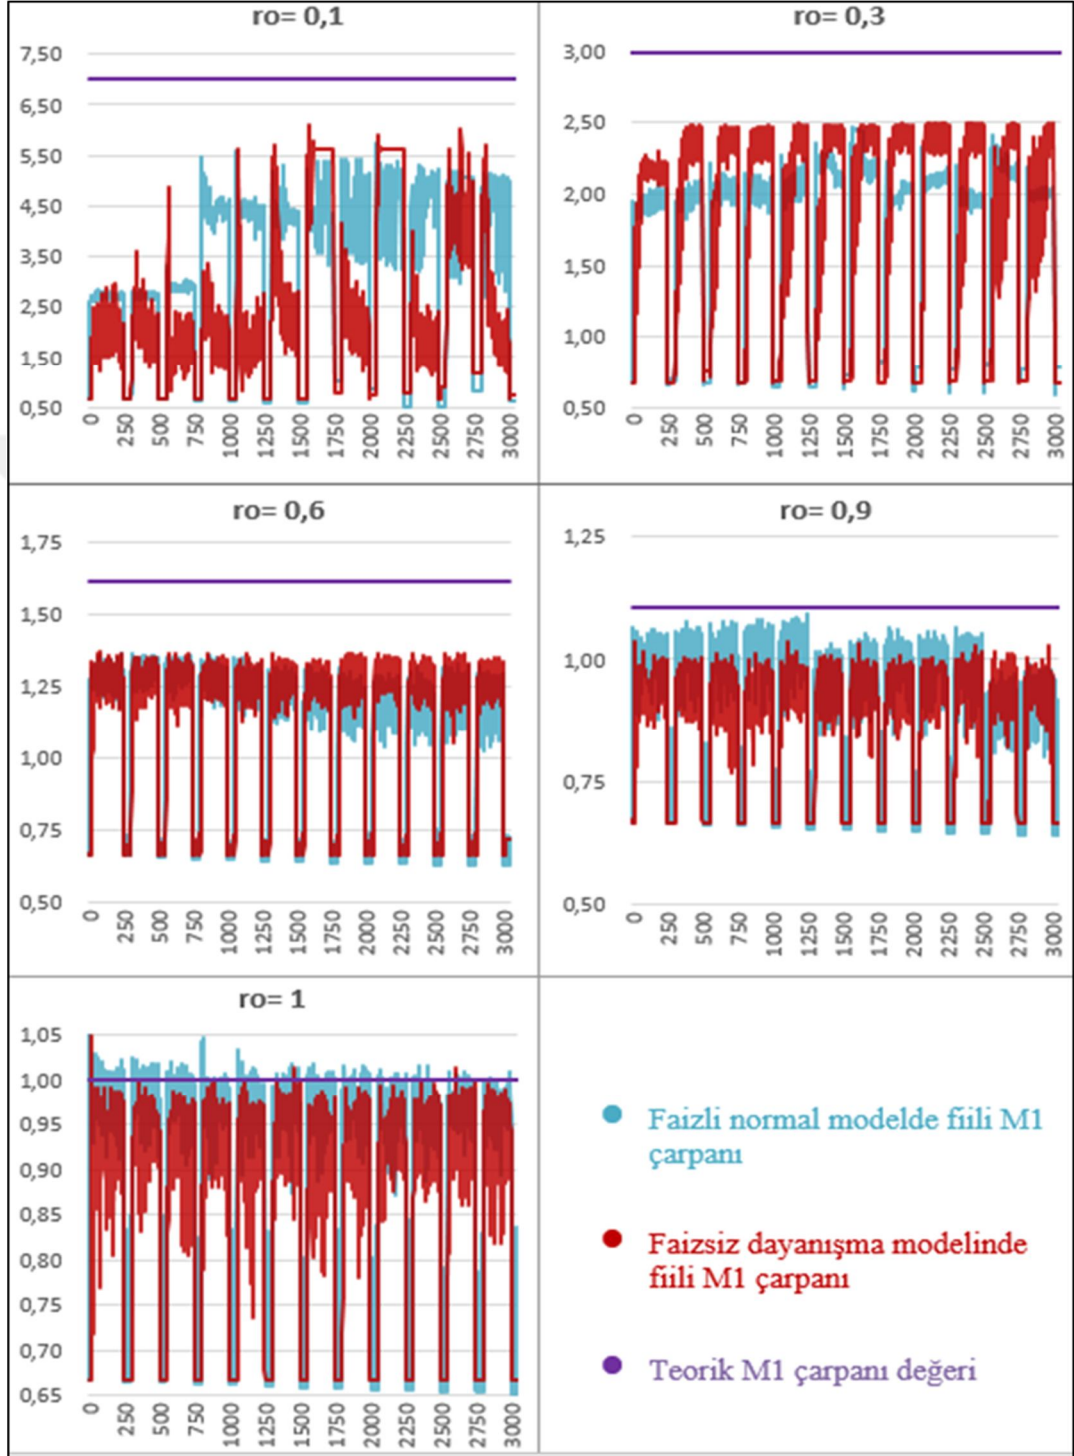 ro= 0,1
7,50
6,50
5,50
4,50
3,50
2,50
1,50
0,50
0 250 500 750 1000 1250 1500 1750 2000 2250 2500 2750 3000
ro= 0,3
3,00
2,50
2,00
1,50
1,00
0,50
0 250 500 750 1000 1250 1500 1750 2000 2250 2500 2750 3000
ro= 0,6
1,75
1,50
1,25
1,00
0,75
0,50
0 250 500 750 1000 1250 1500 1750 2000 2250 2500 2750 3000
ro= 0,9
1,25
1,00
0,75
0,50
0 250 500 750 1000 1250 1500 1750 2000 2250 2500 2750 3000
ro= 1
1,05
1,00
0,95
0,90
0,85
0,80
0,75
0,70
0,65
0 250 500 750 1000 1250 1500 1750 2000 2250 2500 2750 3000
Faizli normal modelde fiili M1
çarpanı
Faizsiz dayanışma modelinde
fiili M1 çarpanı
Teorik M1 çarpanı değeri